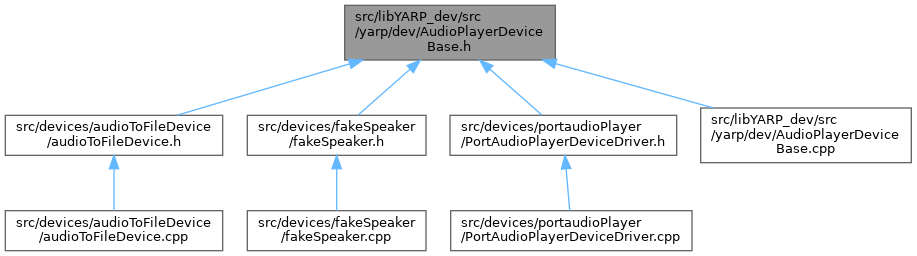 src/libYARP_dev/src
/yarp/dev/AudioPlayerDevice
Base.h
src/devices/audioToFileDevice
/audioToFileDevice.h
src/devices/fakeSpeaker
/fakeSpeaker.h
src/devices/portaudioPlayer
/PortAudioPlayerDeviceDriver.h
src/libYARP_dev/src
/yarp/dev/AudioPlayerDevice
Base.cpp
src/devices/audioToFileDevice
/audioToFileDevice.cpp
src/devices/fakeSpeaker
/fakeSpeaker.cpp
src/devices/portaudioPlayer
/PortAudioPlayerDeviceDriver.cpp